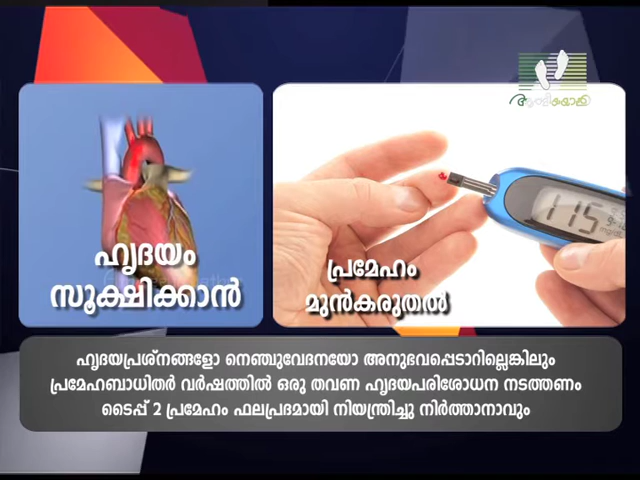 ഹൃദയം
സൂക്ഷിക്കാൻ
115
പ്രമേഹം
മുൻകരുതൽ
ഹൃദയപ്രശ്നങ്ങളോ നെഞ്ചുവേദനയോ അനുഭവപ്പെടാറില്ലെങ്കിലും
പ്രമേഹബാധിതർ വർഷത്തിൽ ഒരു തവണ ഹൃദയപരിശോധന നടത്തണം
ടൈപ്പ് 2 പ്രമേഹം ഫലപ്രദമായി നിയന്ത്രിച്ചു നിർത്താനാവും